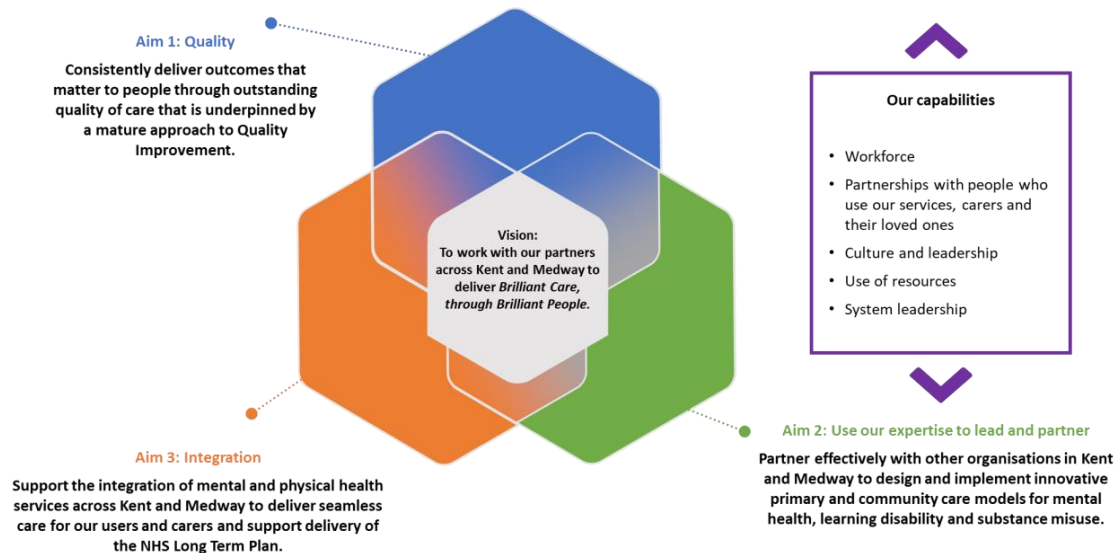 Aim 1: Quality
Consistently deliver outcomes that
matter to people through outstanding
quality of care that is underpinned by
a mature approach to Quality
Improvement.
Vision:
To work with our partners
across Kent and Medway to
deliver Brilliant Care,
through Brilliant People.
Our capabilities
• Workforce
• Partnerships with people who
use our services, carers and
their loved ones
• Culture and leadership
• Use of resources
• System leadership
Aim 3: Integration
Support the integration of mental and physical health
services across Kent and Medway to deliver seamless
care for our users and carers and support delivery of
the NHS Long Term Plan.
Aim 2: Use our expertise to lead and partner
Partner effectively with other organisations in Kent
and Medway to design and implement innovative
primary and community care models for mental
health, learning disability and substance misuse.